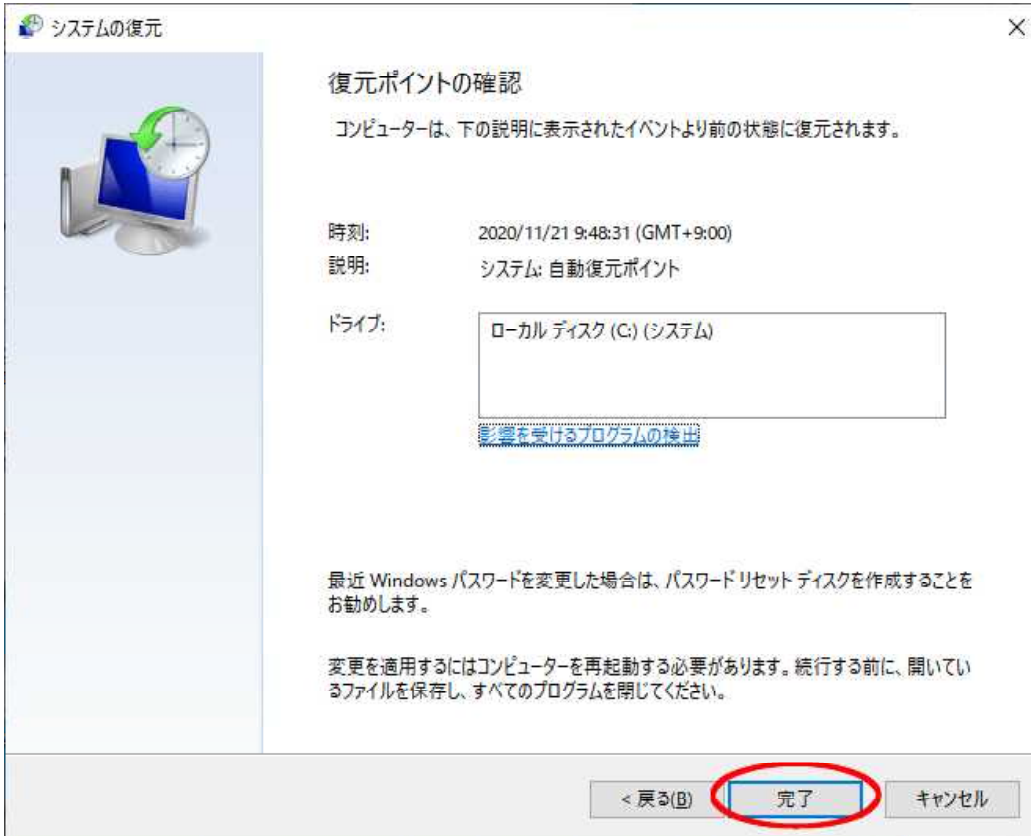 システムの復元
復元ポイントの確認
コンピューターは、下の説明に表示されたイベントより前の状態に復元されます。
時刻: 2020/11/21 9:48:31 (GMT+9:00)
説明: システム: 自動復元ポイント
ドライブ: ローカル ディスク (C:) (システム)
影響を受けるプログラムの検出
最近 Windows パスワードを変更した場合は、パスワード リセット ディスクを作成することを
お勧めします。
変更を適用するにはコンピューターを再起動する必要があります。続行する前に、開いてい
るファイルを保存し、すべてのプログラムを閉じてください。
< 戻る(B) 完了 キャンセル